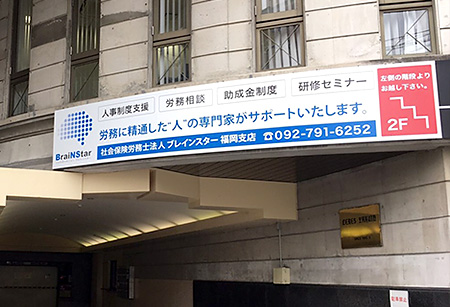 人事制度支援 労務相談 助成金制度 研修セミナー
労務に精通した"人"の専門家がサポートいたします。
社会保険労務士法人 ブレインスター 福岡支店 ☎092-791-6252
BraiNStar
左側の階段より
お越し下さい。
2F